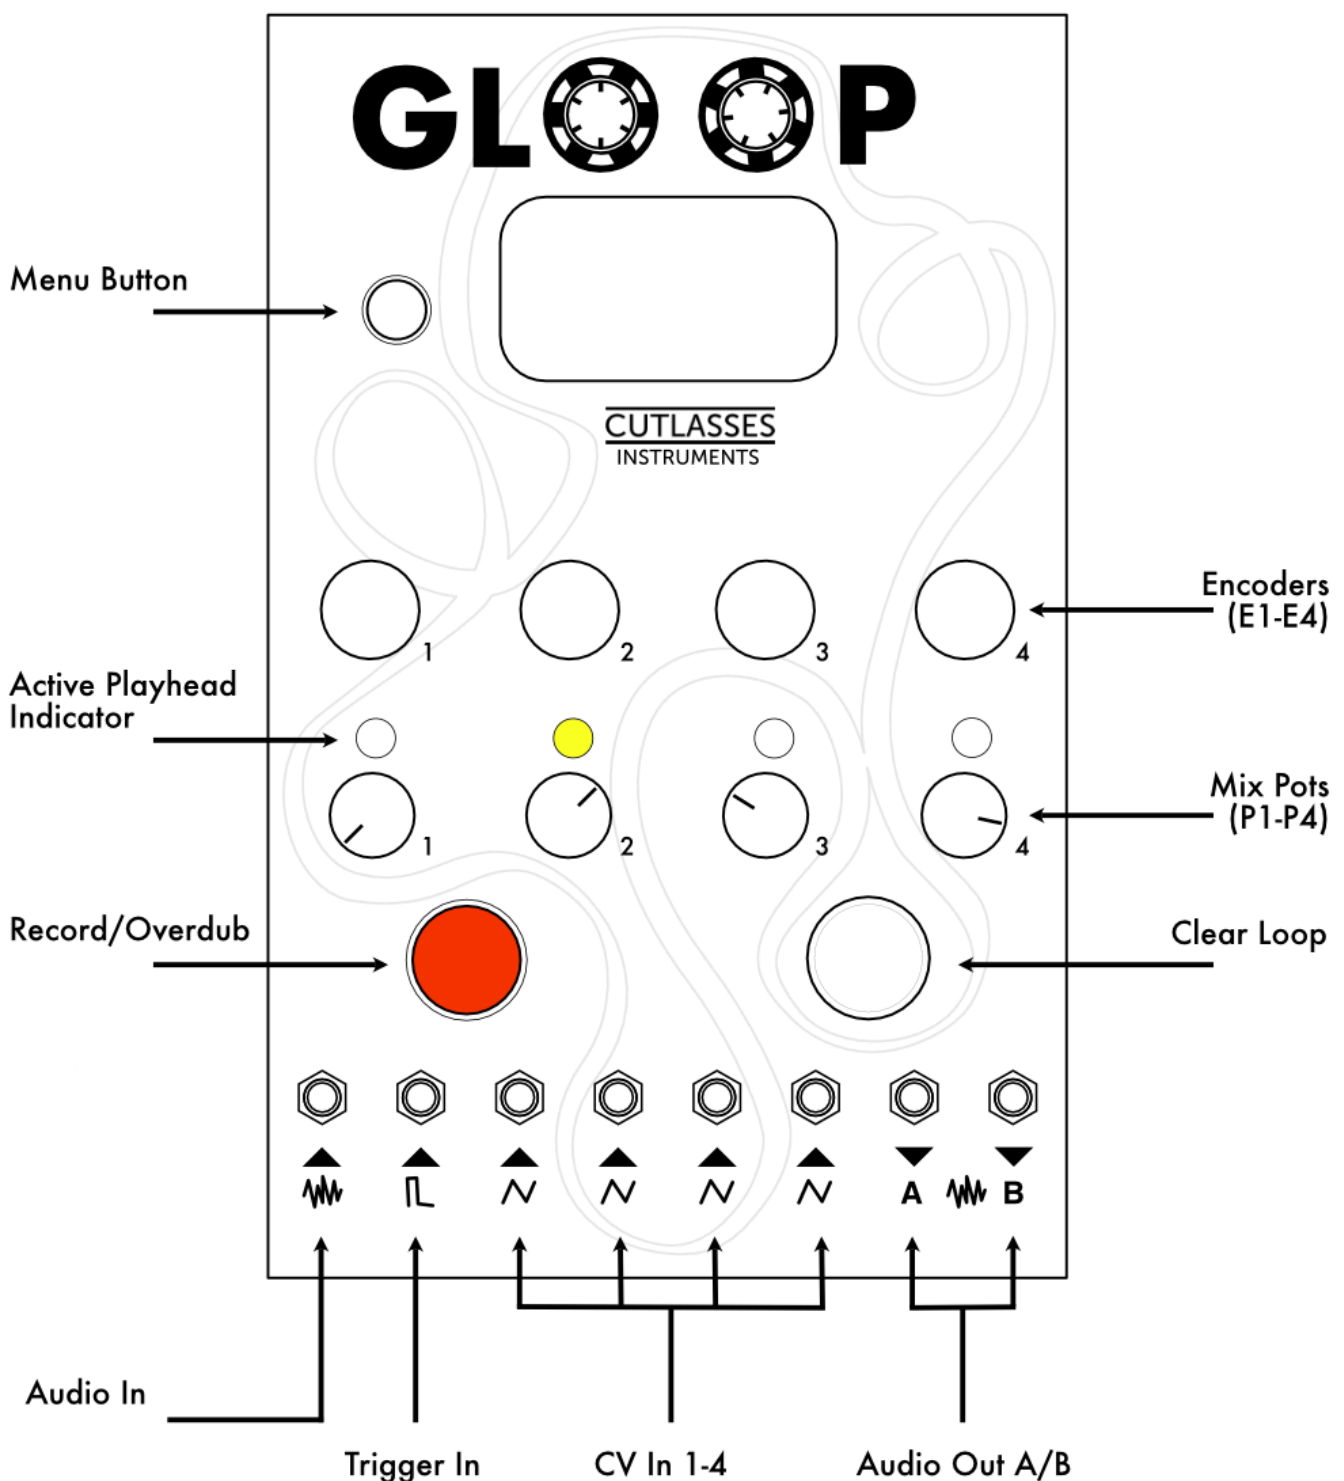 GLOOP
Menu Button
CUTLASSES
INSTRUMENTS
Encoders
(E1-E4)
1 2 3 4
Active Playhead
Indicator
Mix Pots
(P1-P4)
1 2 3 4
Record/Overdub
Clear Loop
A B
Audio In
Trigger In
CV In 1-4
Audio Out A/B